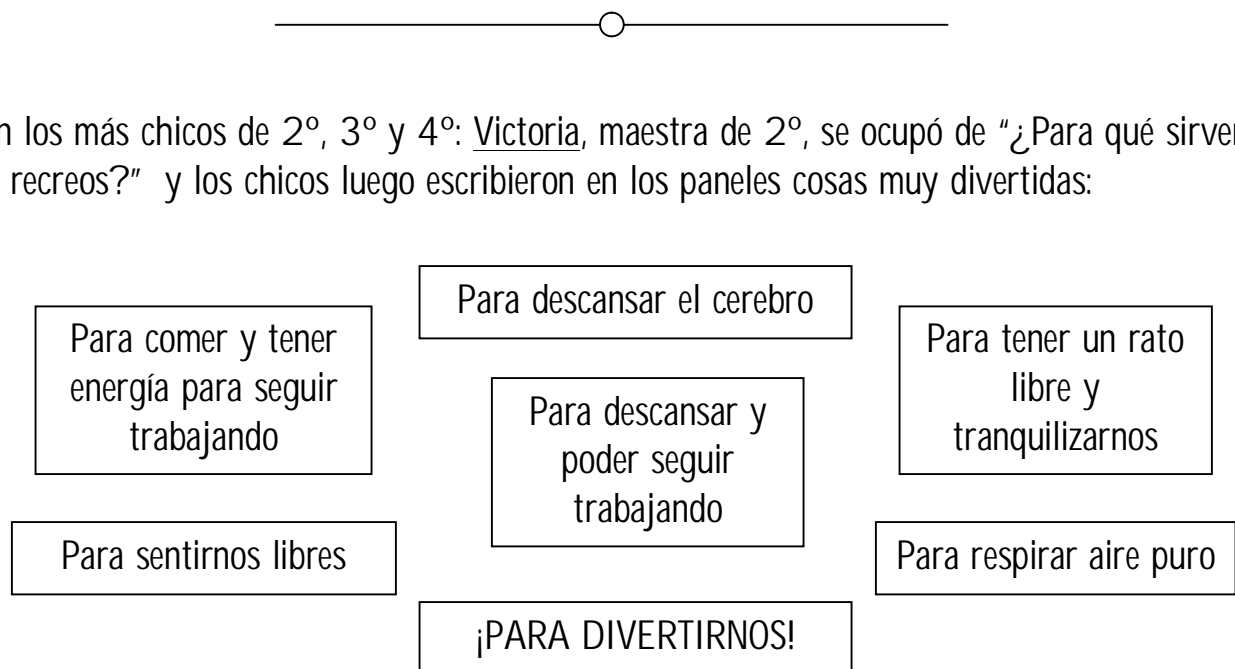 n los más chicos de 2º, 3º y 4º: Victoria, maestra de 2º, se ocupó de “¿Para qué sirven
recreos?” y los chicos luego escribieron en los paneles cosas muy divertidas:
Para descansar el cerebro
Para comer y tener
energía para seguir
trabajando
Para tener un rato
libre y
tranquilizarnos
Para descansar y
poder seguir
trabajando
Para sentirnos libres
Para respirar aire puro
¡PARA DIVERTIRNOS!